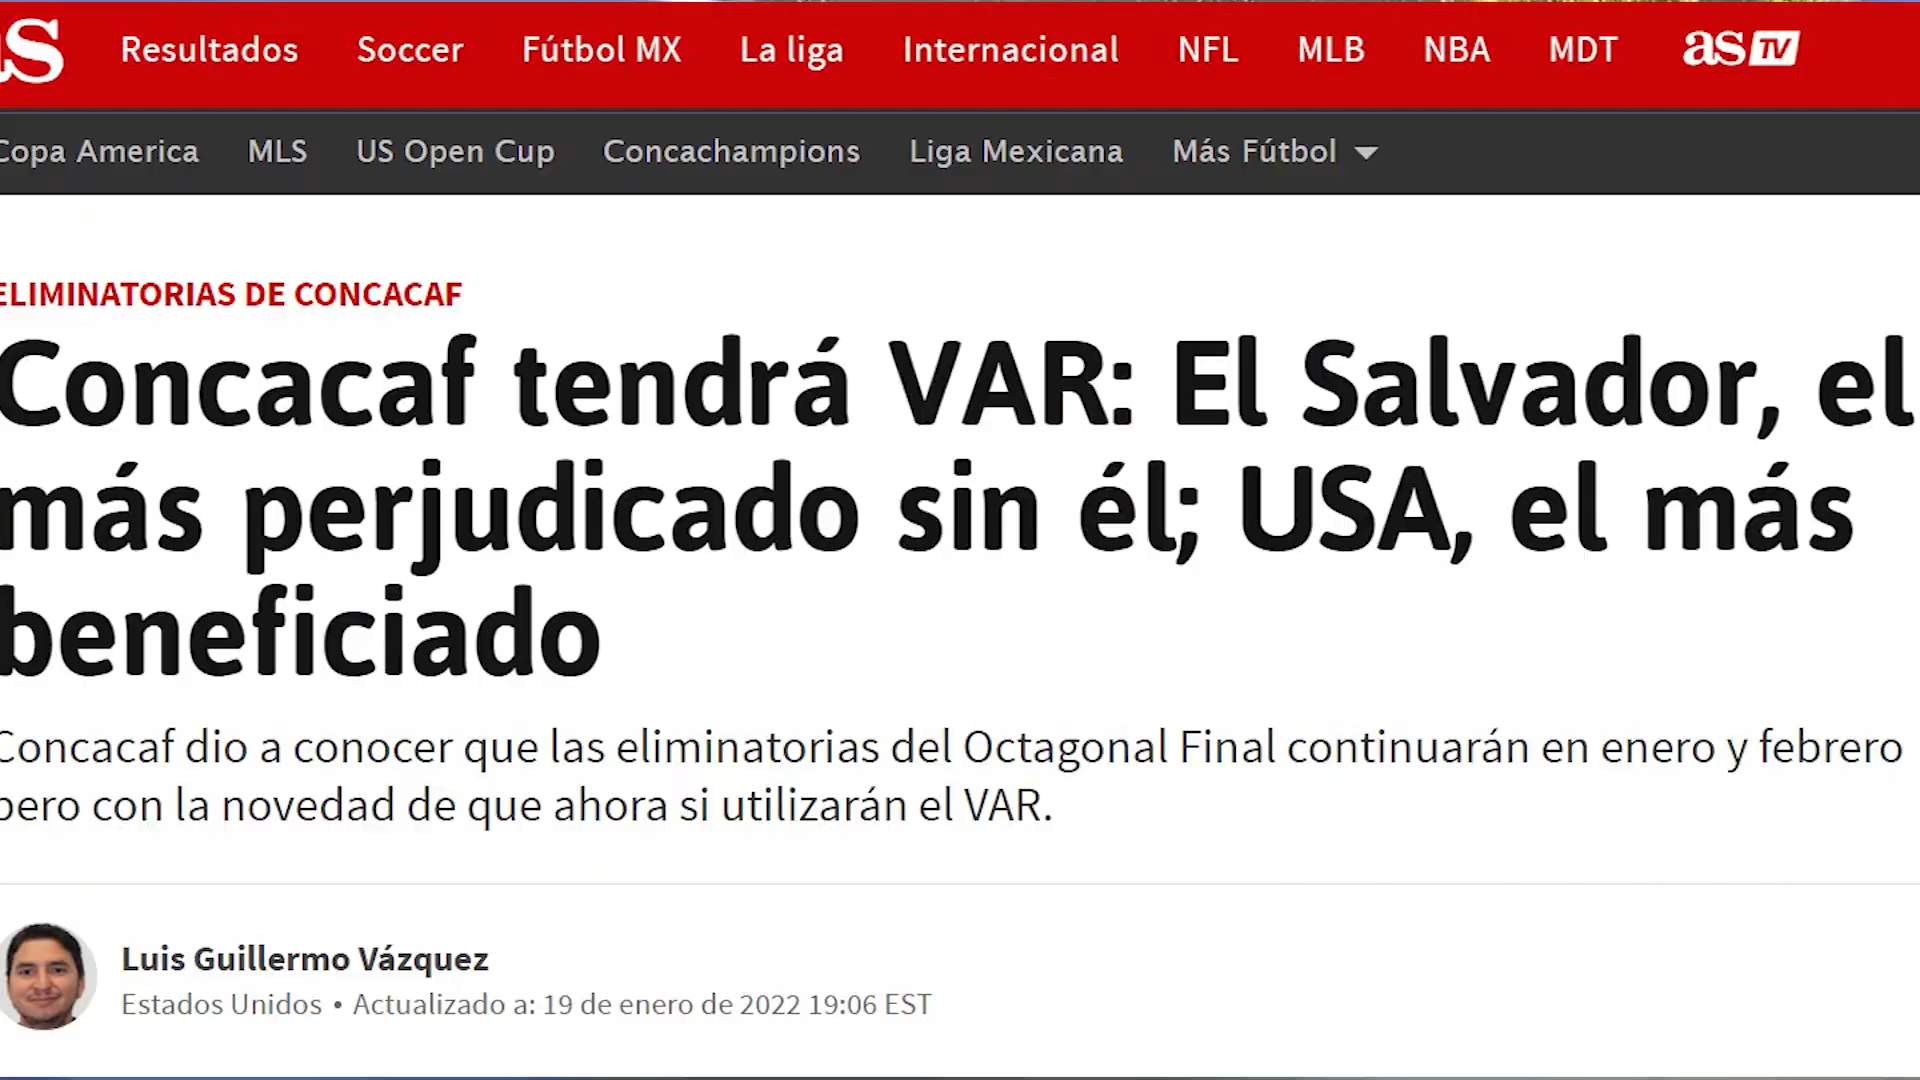 as Resultados Soccer Fútbol MX La liga Internacional NFL MLB NBA MDT as TV
Copa America MLS US Open Cup Concachampions Liga Mexicana Más Fútbol
ELIMINATORIAS DE CONCACAF
Concacaf tendrá VAR: El Salvador, el
más perjudicado sin él; USA, el más
beneficiado
Concacaf dio a conocer que las eliminatorias del Octagonal Final continuarán en enero y febrero
pero con la novedad de que ahora si utilizarán el VAR.
Luis Guillermo Vázquez
Estados Unidos • Actualizado a: 19 de enero de 2022 19:06 EST